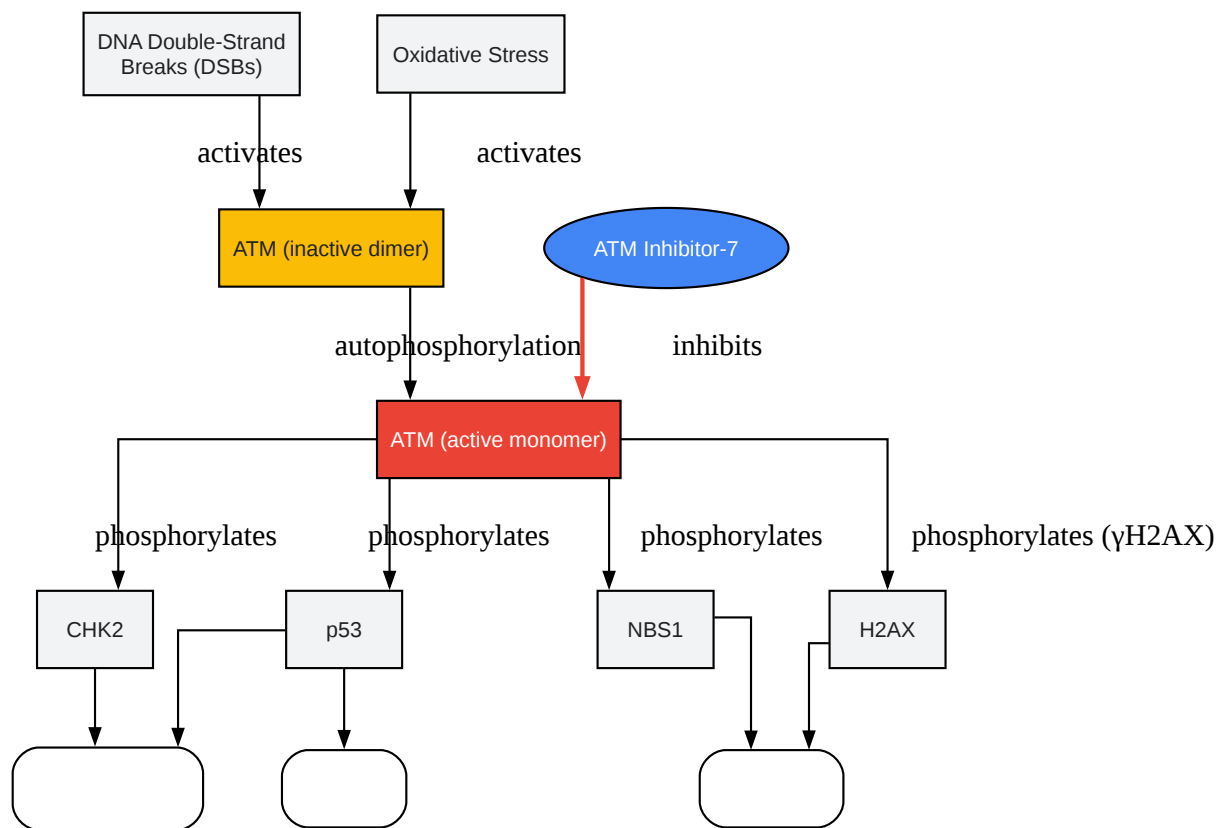 DNA Double-Strand
Breaks (DSBs)
Oxidative Stress
activates
activates
ATM (inactive dimer)
ATM Inhibitor-7
autophosphorylation
inhibits
ATM (active monomer)
phosphorylates
phosphorylates
phosphorylates
phosphorylates (γH2AX)
CHK2
p53
NBS1
H2AX